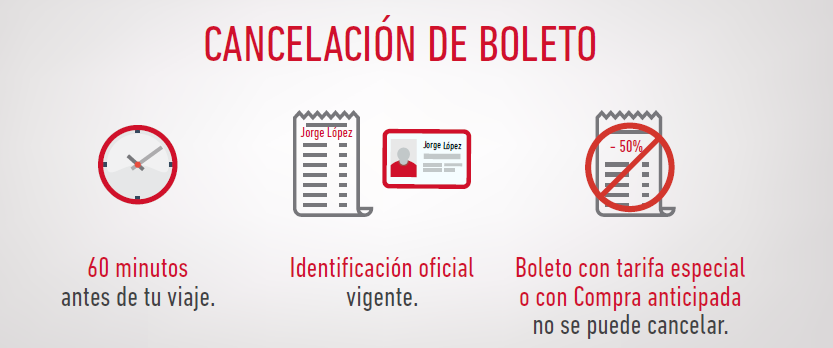 CANCELACIÓN DE BOLETO
Jorge López
Jorge López
- 50%
60 minutos
antes de tu viaje.
Identificación oficial
vigente.
Boleto con tarifa especial
o con Compra anticipada
no se puede cancelar.